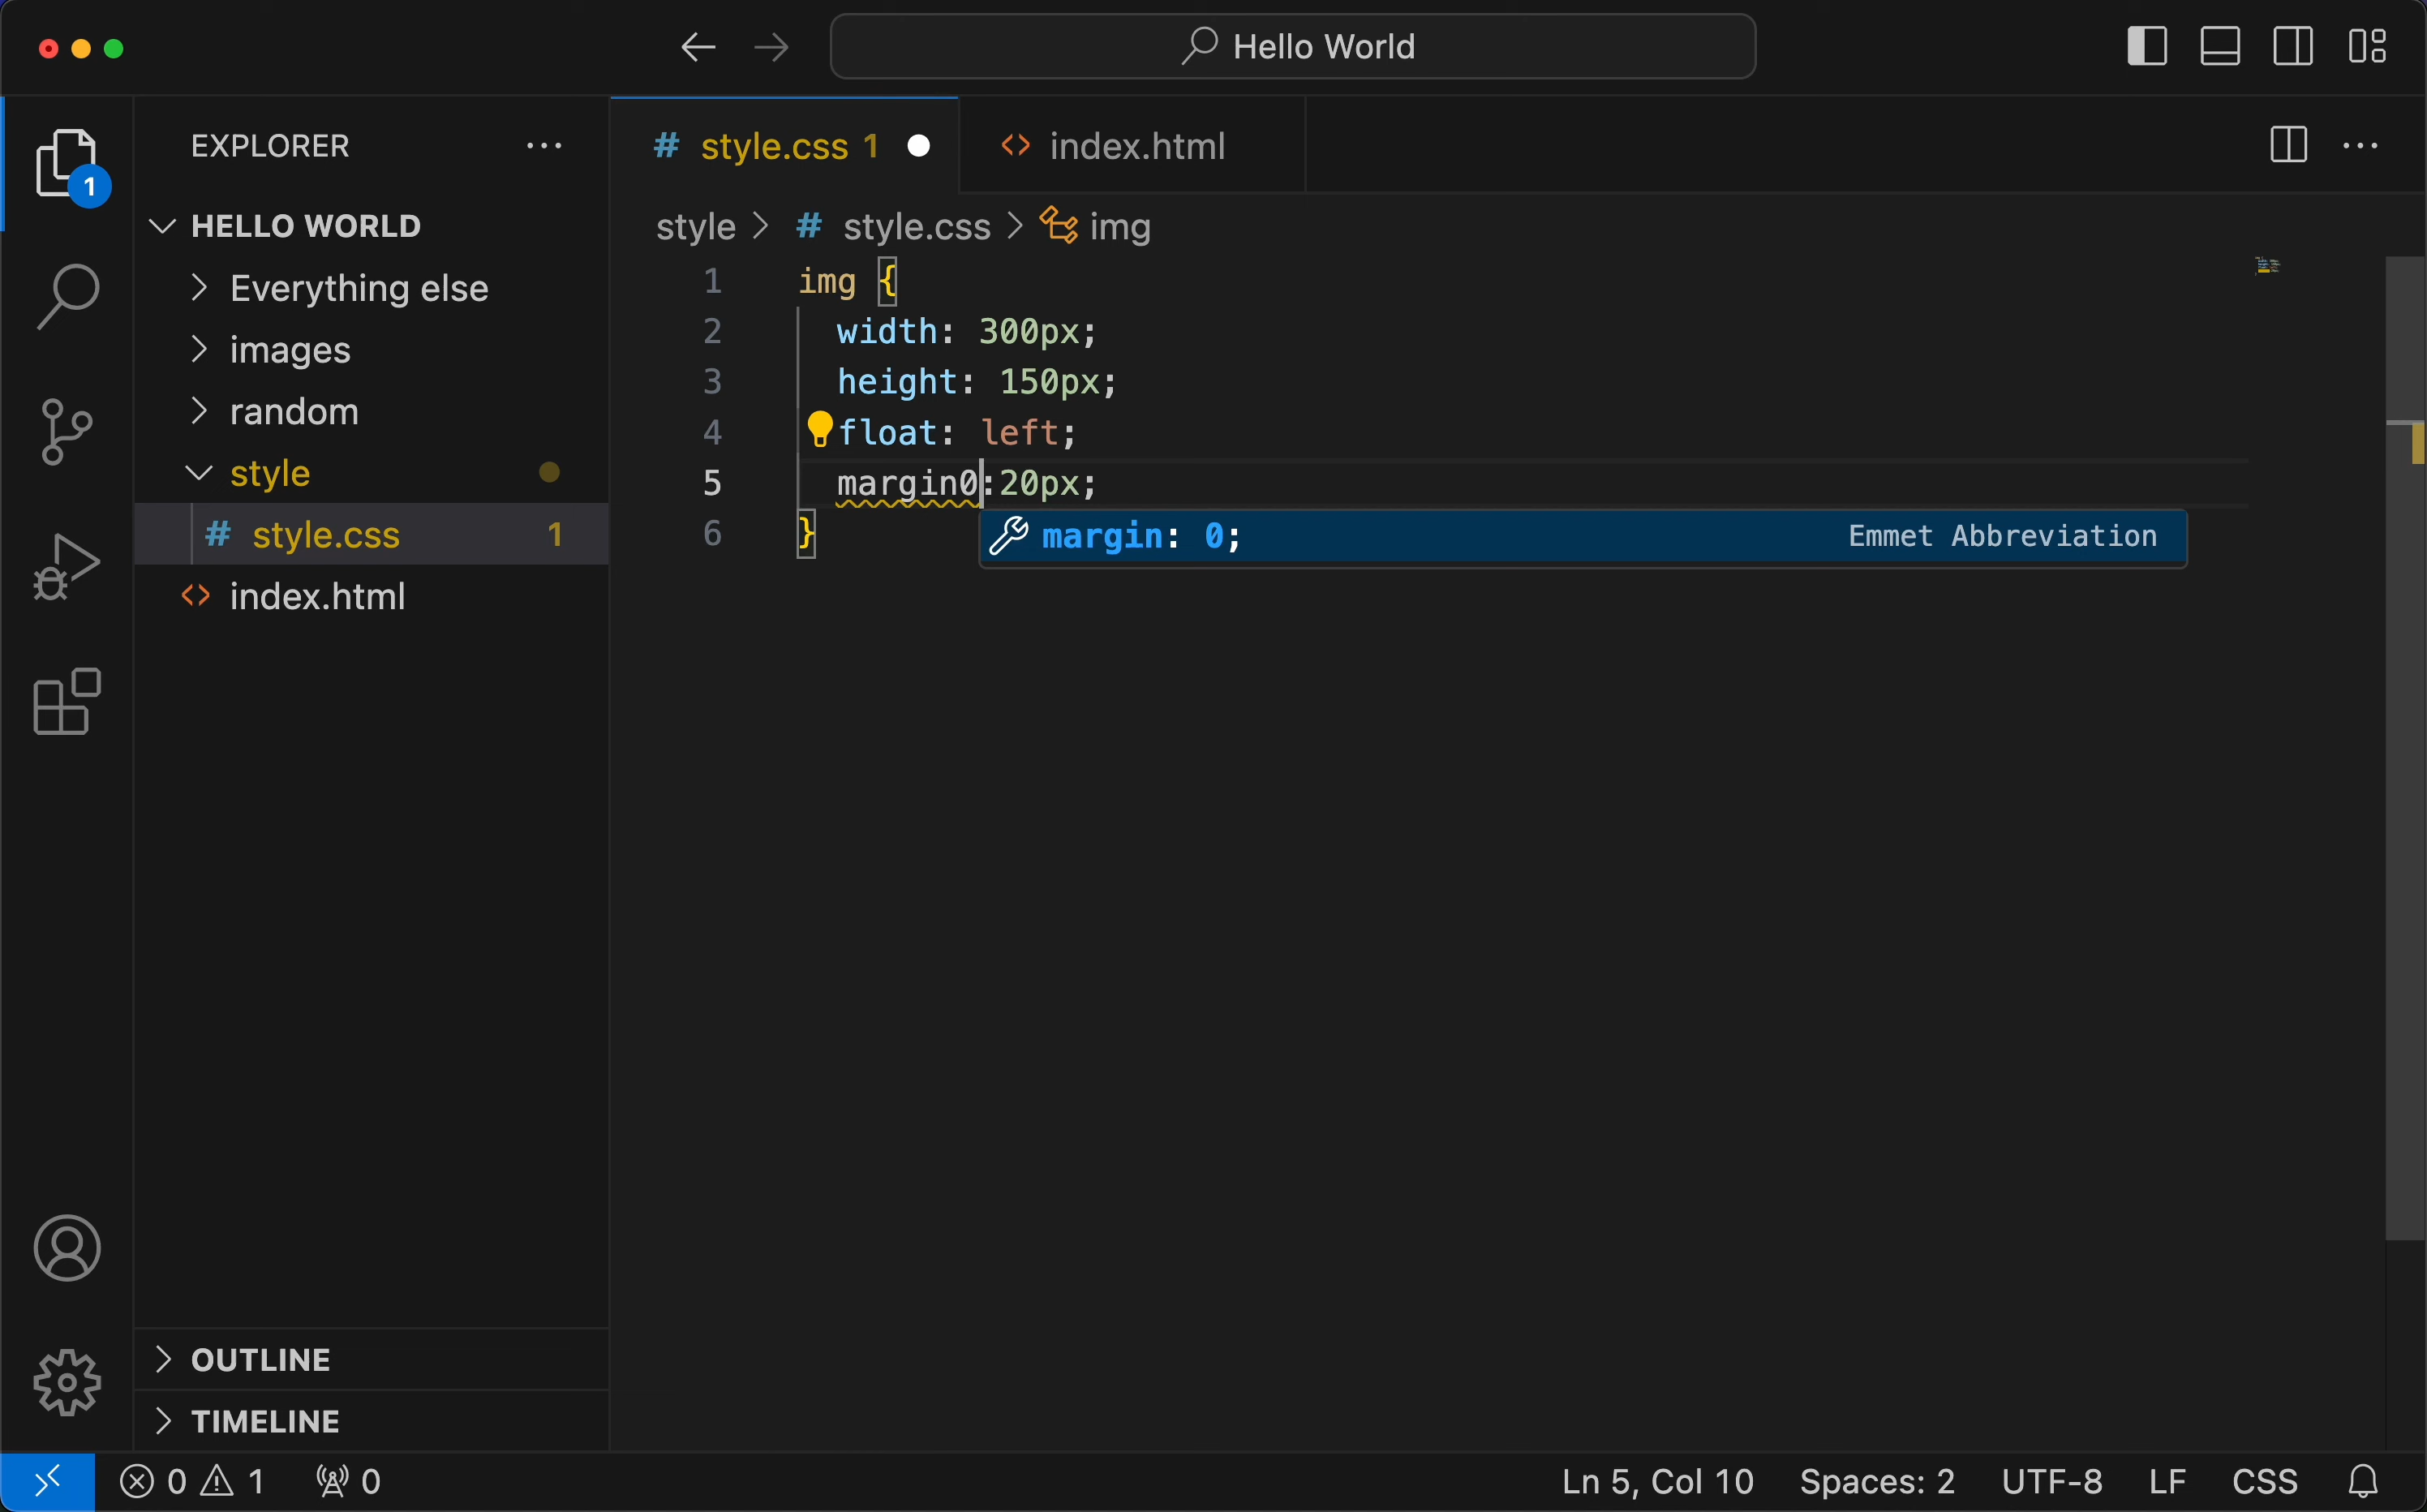 Hello World
EXPLORER
1
HELLO WORLD
Everything else
images
random
style
# style.css 1
index.html
OUTLINE
TIMELINE
# style.css 1
index.html
style > # style.css > img
1 img {
2 width: 300px;
3 height: 150px;
4 float: left;
5 margin0:20px;
6 }
margin: 0; Emmet Abbreviation
0 1 0
Ln 5, Col 10 Spaces: 2 UTF-8 LF CSS